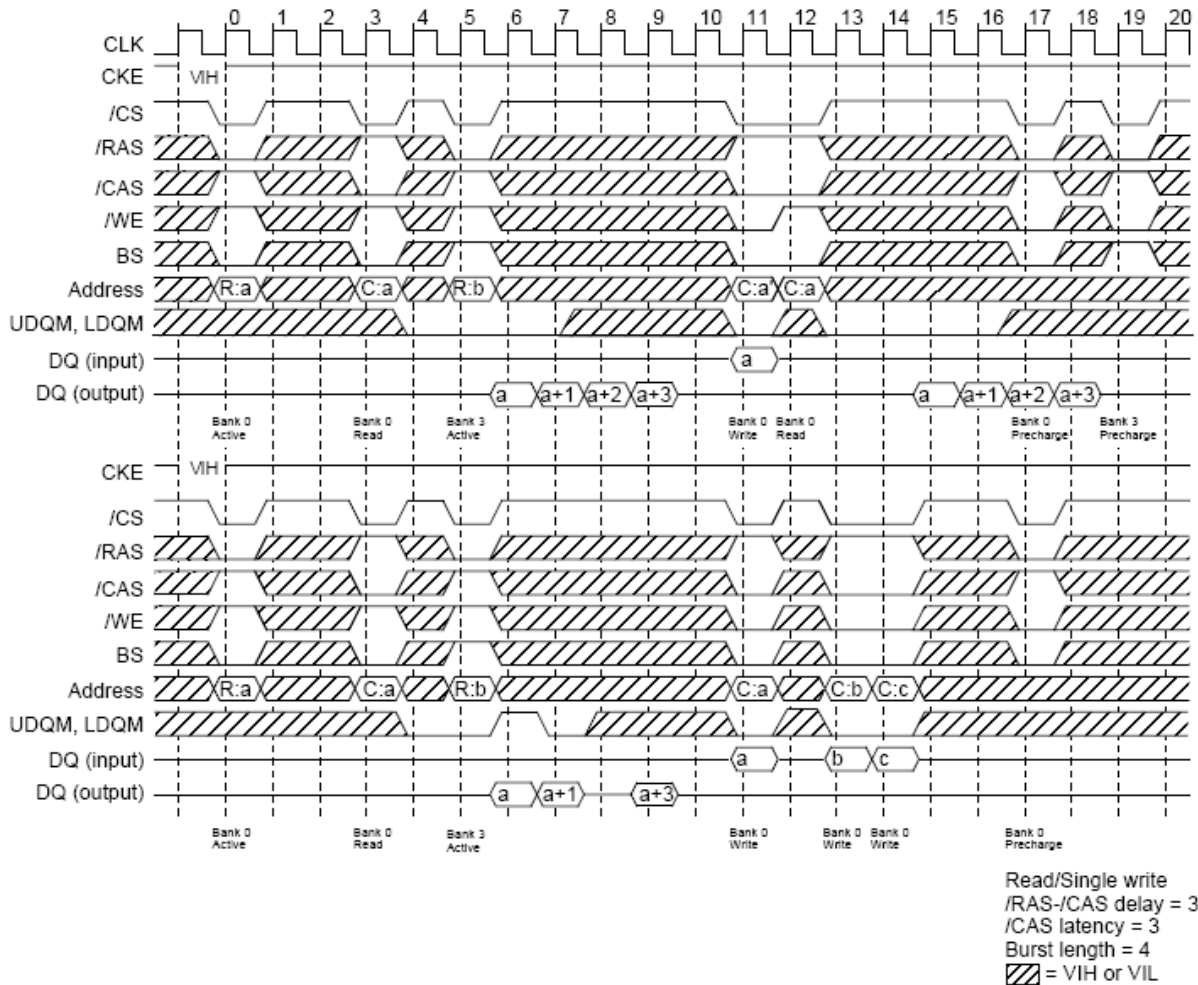 0 1 2 3 4 5 6 7 8 9 10 11 12 13 14 15 16 17 18 19 20
CLK
CKE VIH
/CS
/RAS
/CAS
/WE
BS
Address R:a C:a R:b C:a' C:a
UDQM, LDQM
DQ (input) a
DQ (output) a a+1 a+2 a+3 a a+1 a+2 a+3
Bank 0 Bank 0 Bank 3 Bank 0 Bank 0 Bank 0 Bank 3
Active Read Active Write Read Precharge Precharge
CKE VIH
/CS
/RAS
/CAS
/WE
BS
Address R:a C:a R:b C:a C:b C:c
UDQM, LDQM
DQ (input) a b c
DQ (output) a a+1 a+3
Bank 0 Bank 0 Bank 3 Bank 0 Bank 0 Bank 0 Bank 0
Active Read Active Write Write Write Precharge
Read/Single write
/RAS-/CAS delay = 3
/CAS latency = 3
Burst length = 4
= VIH or VIL